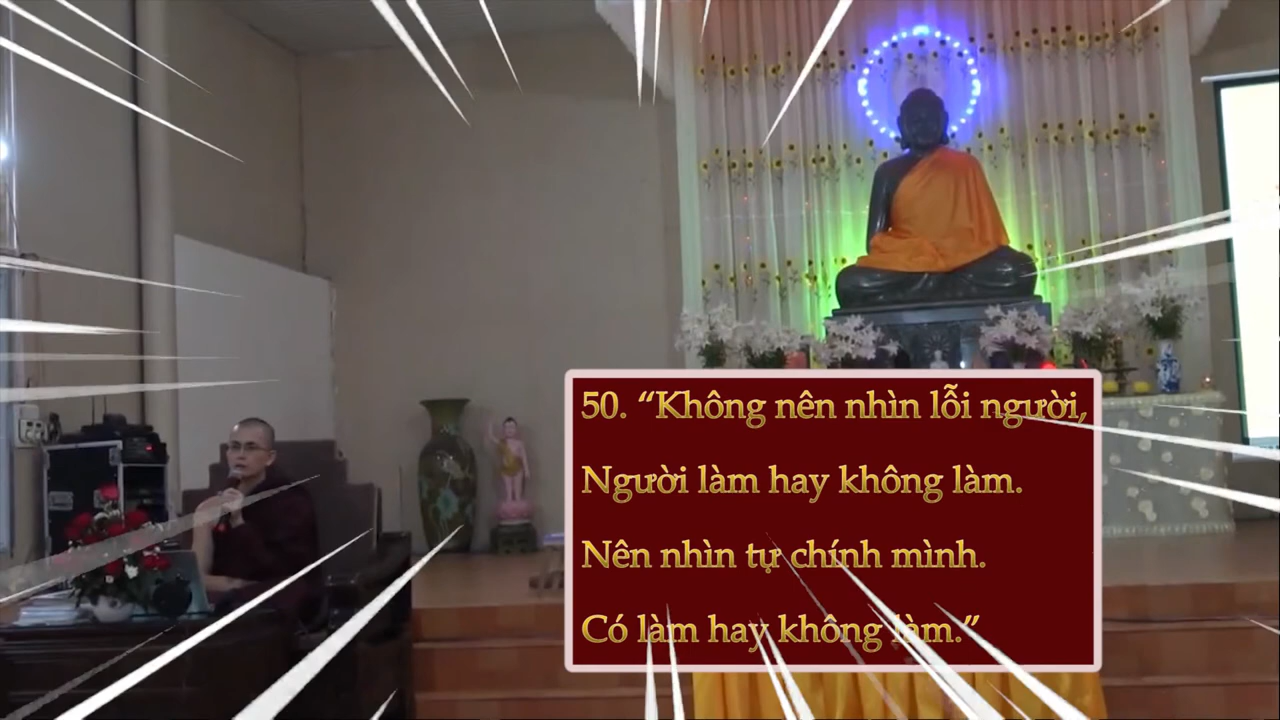 50. “Không nên nhìn lỗi người,
Người làm hay không làm.
Nên nhìn tự chính mình.
Có làm hay không làm.”